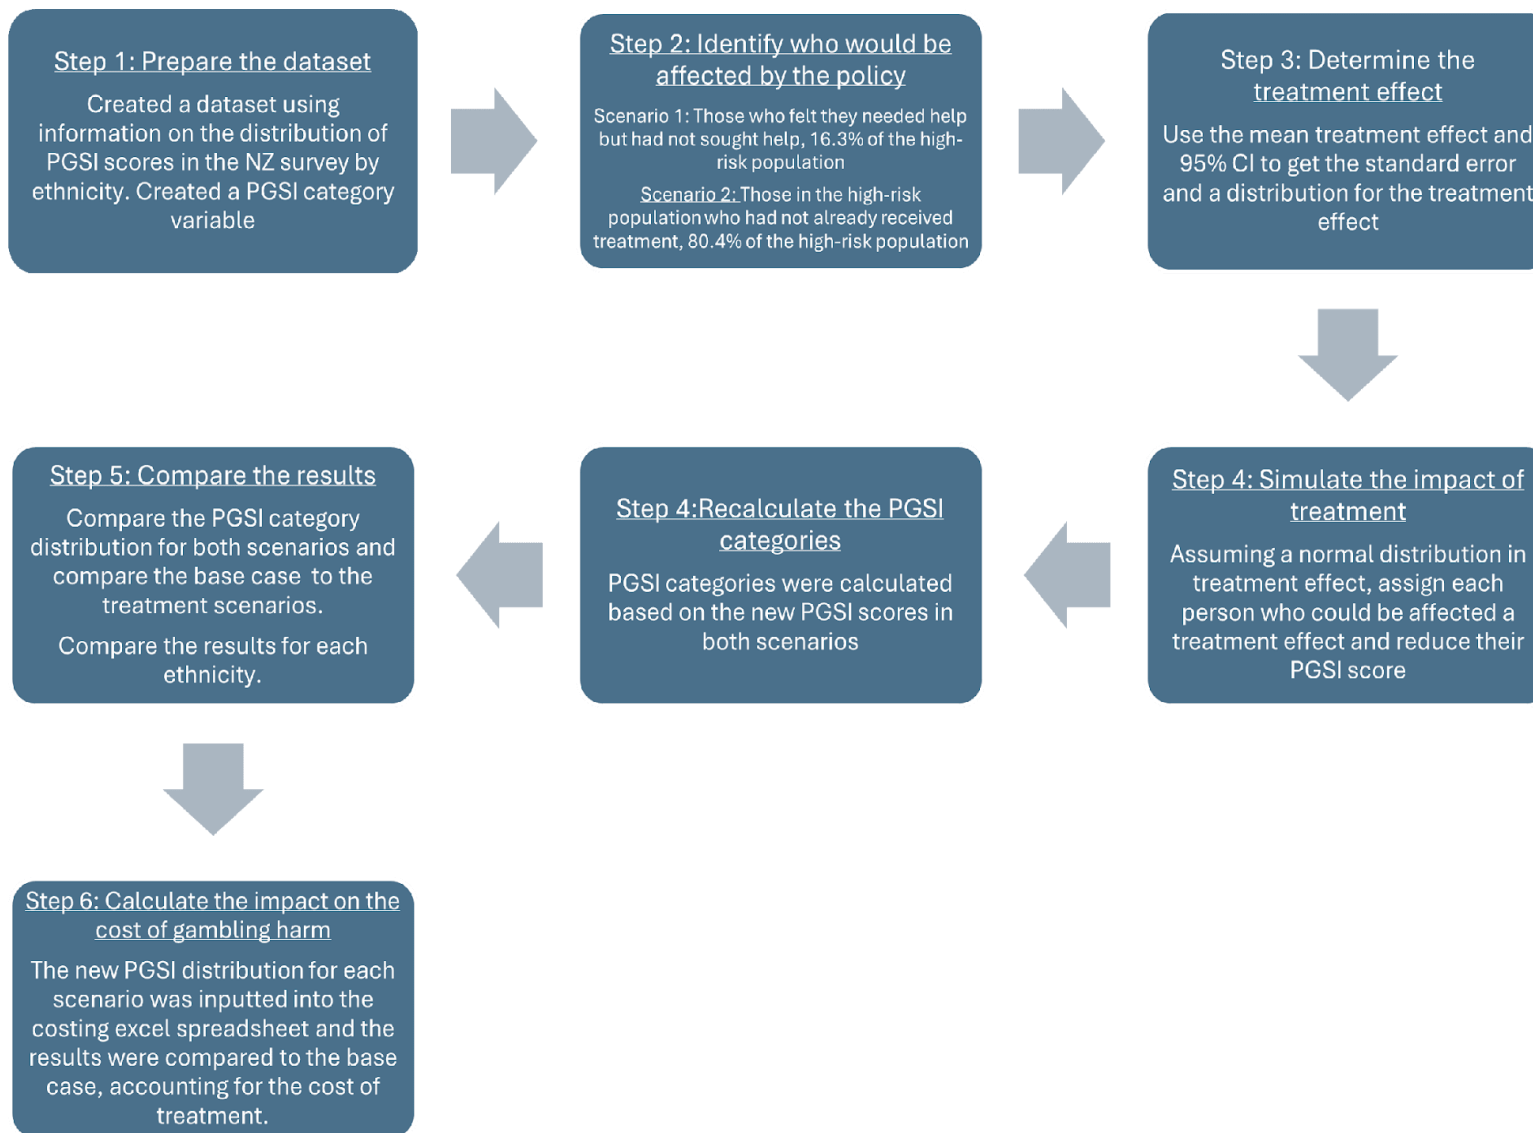 Step 1: Prepare the dataset
Created a dataset using
information on the distribution of
PGSI scores in the NZ survey by
ethnicity. Created a PGSI category
variable
Step 2: Identify who would be
affected by the policy
Scenario 1: Those who felt they needed help
but had not sought help, 16.3% of the high-
risk population
Scenario 2: Those in the high-risk
population who had not already received
treatment, 80.4% of the high-risk population
Step 3: Determine the
treatment effect
Use the mean treatment effect and
95% CI to get the standard error
and a distribution for the treatment
effect
Step 4: Simulate the impact of
treatment
Assuming a normal distribution in
treatment effect, assign each
person who could be affected a
treatment effect and reduce their
PGSI score
Step 4:Recalculate the PGSI
categories
PGSI categories were calculated
based on the new PGSI scores in
both scenarios
Step 5: Compare the results
Compare the PGSI category
distribution for both scenarios and
compare the base case to the
treatment scenarios.
Compare the results for each
ethnicity.
Step 6: Calculate the impact on the
cost of gambling harm
The new PGSI distribution for each
scenario was inputted into the
costing excel spreadsheet and the
results were compared to the base
case, accounting for the cost of
treatment.